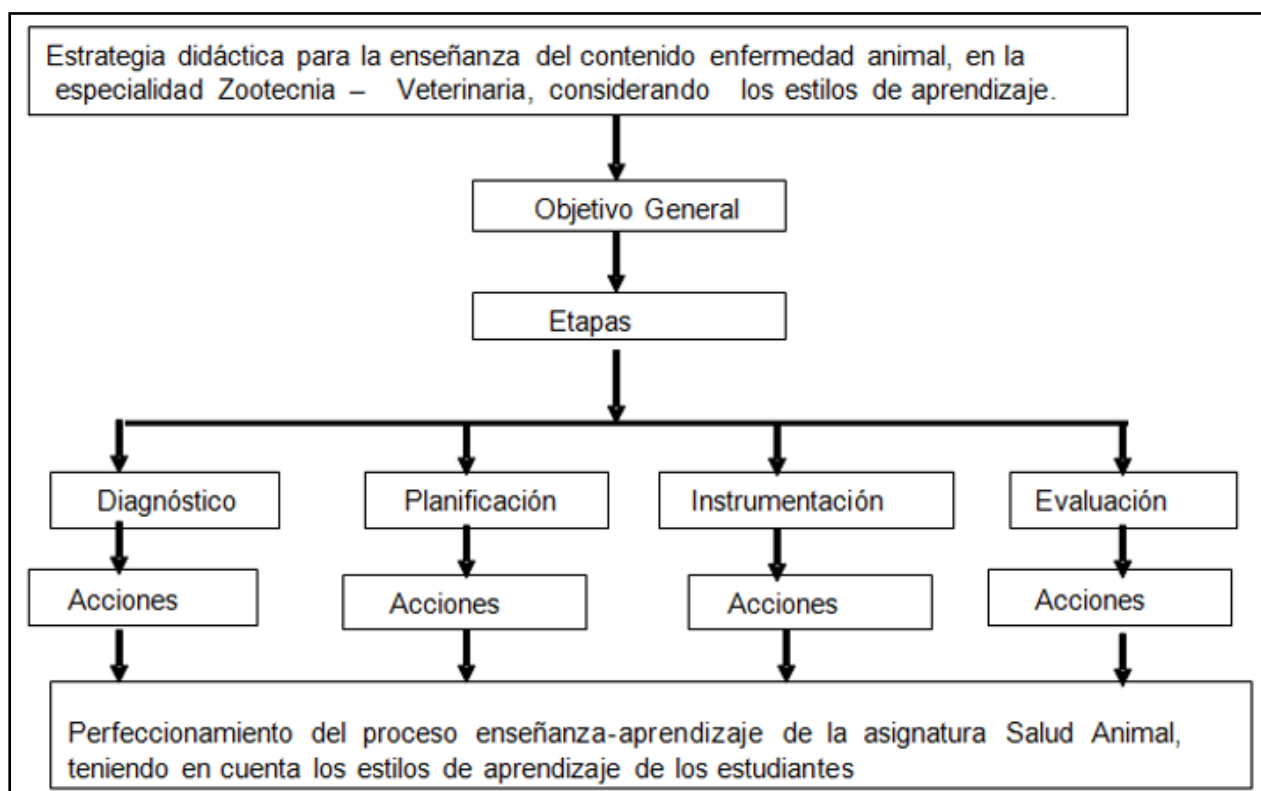 Estrategia didáctica para la enseñanza del contenido enfermedad animal, en la
especialidad Zootecnia – Veterinaria, considerando los estilos de aprendizaje.
Objetivo General
Etapas
Diagnóstico
Planificación
Instrumentación
Evaluación
Acciones
Acciones
Acciones
Acciones
Perfeccionamiento del proceso enseñanza-aprendizaje de la asignatura Salud Animal,
teniendo en cuenta los estilos de aprendizaje de los estudiantes